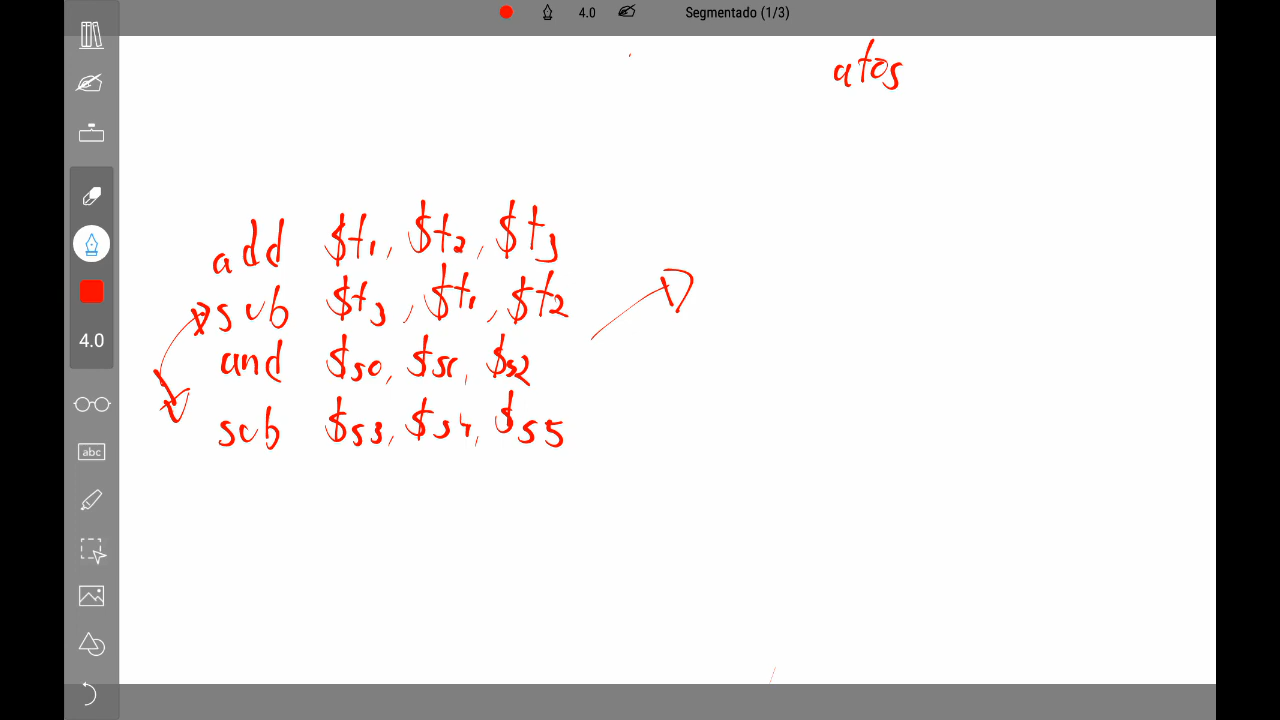 4.0 Segmentado (1/3)
atos
add $t1, $t2, $t3
sub $t3, $t1, $t2
and $s0, $s1, $s2
sub $s3, $s4, $s5
4.0
abc